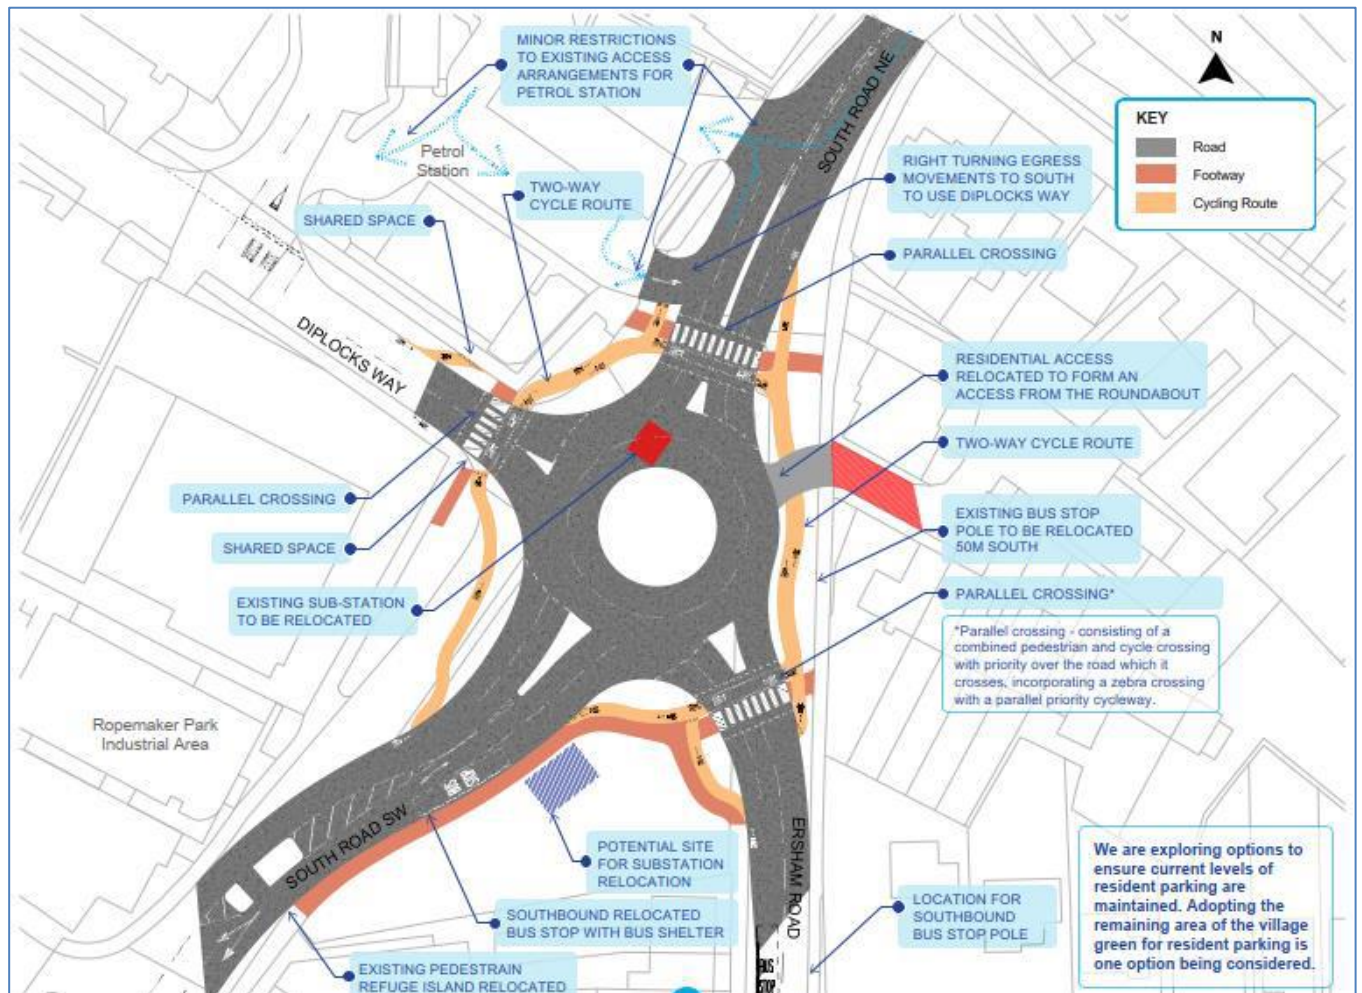 MINOR RESTRICTIONS
TO EXISTING ACCESS
ARRANGEMENTS FOR
PETROL STATION
N
SOUTH ROAD NE
KEY
Road
Footway
Cycling Route
Petrol
Station
TWO-WAY
CYCLE ROUTE
SHARED SPACE
RIGHT TURNING EGRESS
MOVEMENTS TO SOUTH
TO USE DIPLOCKS WAY
PARALLEL CROSSING
DIPLOCKS WAY
RESIDENTIAL ACCESS
RELOCATED TO FORM AN
ACCESS FROM THE ROUNDABOUT
TWO-WAY CYCLE ROUTE
PARALLEL CROSSING
SHARED SPACE
EXISTING BUS STOP
POLE TO BE RELOCATED
50M SOUTH
EXISTING SUB-STATION
TO BE RELOCATED
PARALLEL CROSSING*
*Parallel crossing - consisting of a
combined pedestrian and cycle crossing
with priority over the road which it
crosses, incorporating a zebra crossing
with a parallel priority cycleway.
Ropemaker Park
Industrial Area
BUS
STOP
SOUTH ROAD SW
ERSHAM ROAD
POTENTIAL SITE
FOR SUBSTATION
RELOCATION
SOUTHBOUND RELOCATED
BUS STOP WITH BUS SHELTER
LOCATION FOR
SOUTHBOUND
BUS STOP POLE
We are exploring options to
ensure current levels of
resident parking are
maintained. Adopting the
remaining area of the village
green for resident parking is
one option being considered.
EXISTING PEDESTRAIN
REFUGE ISLAND RELOCATED
BUS
STOP